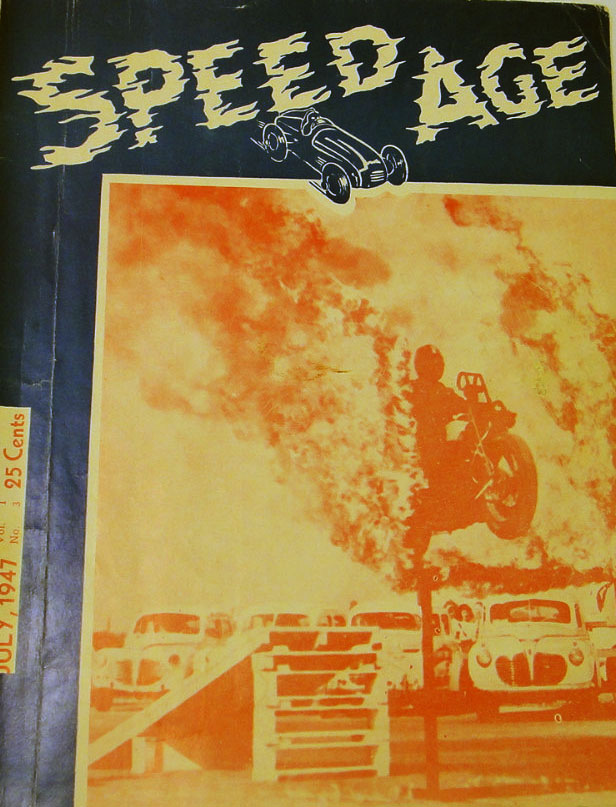 SPEED AGE
JULY, 1947
Vol. 1
No. 3
25 Cents